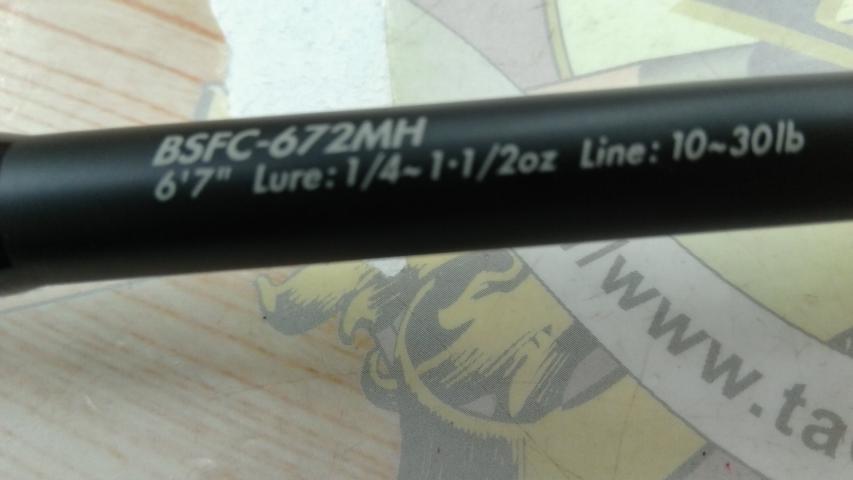 BSFC-672MH
6'7" Lure: 1/4~1·1/2oz Line: 10~30lb
/www.ta